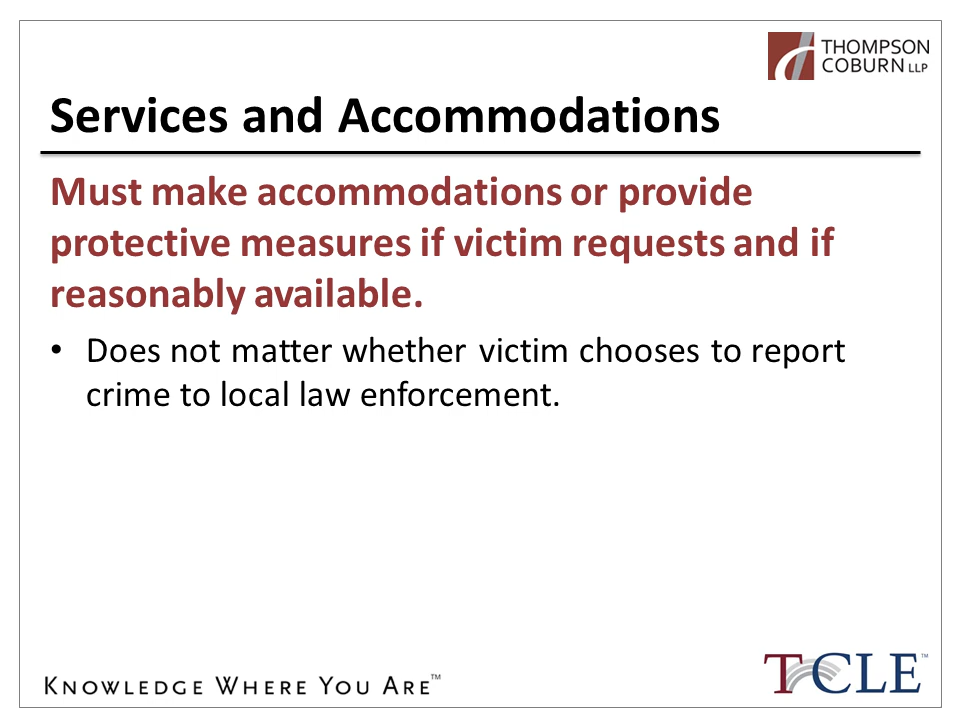 THOMPSON
COBURN LLP
Services and Accommodations
Must make accommodations or provide
protective measures if victim requests and if
reasonably available.
• Does not matter whether victim chooses to report
crime to local law enforcement.
KNOWLEDGE WHERE YOU ARE™
TCLE™